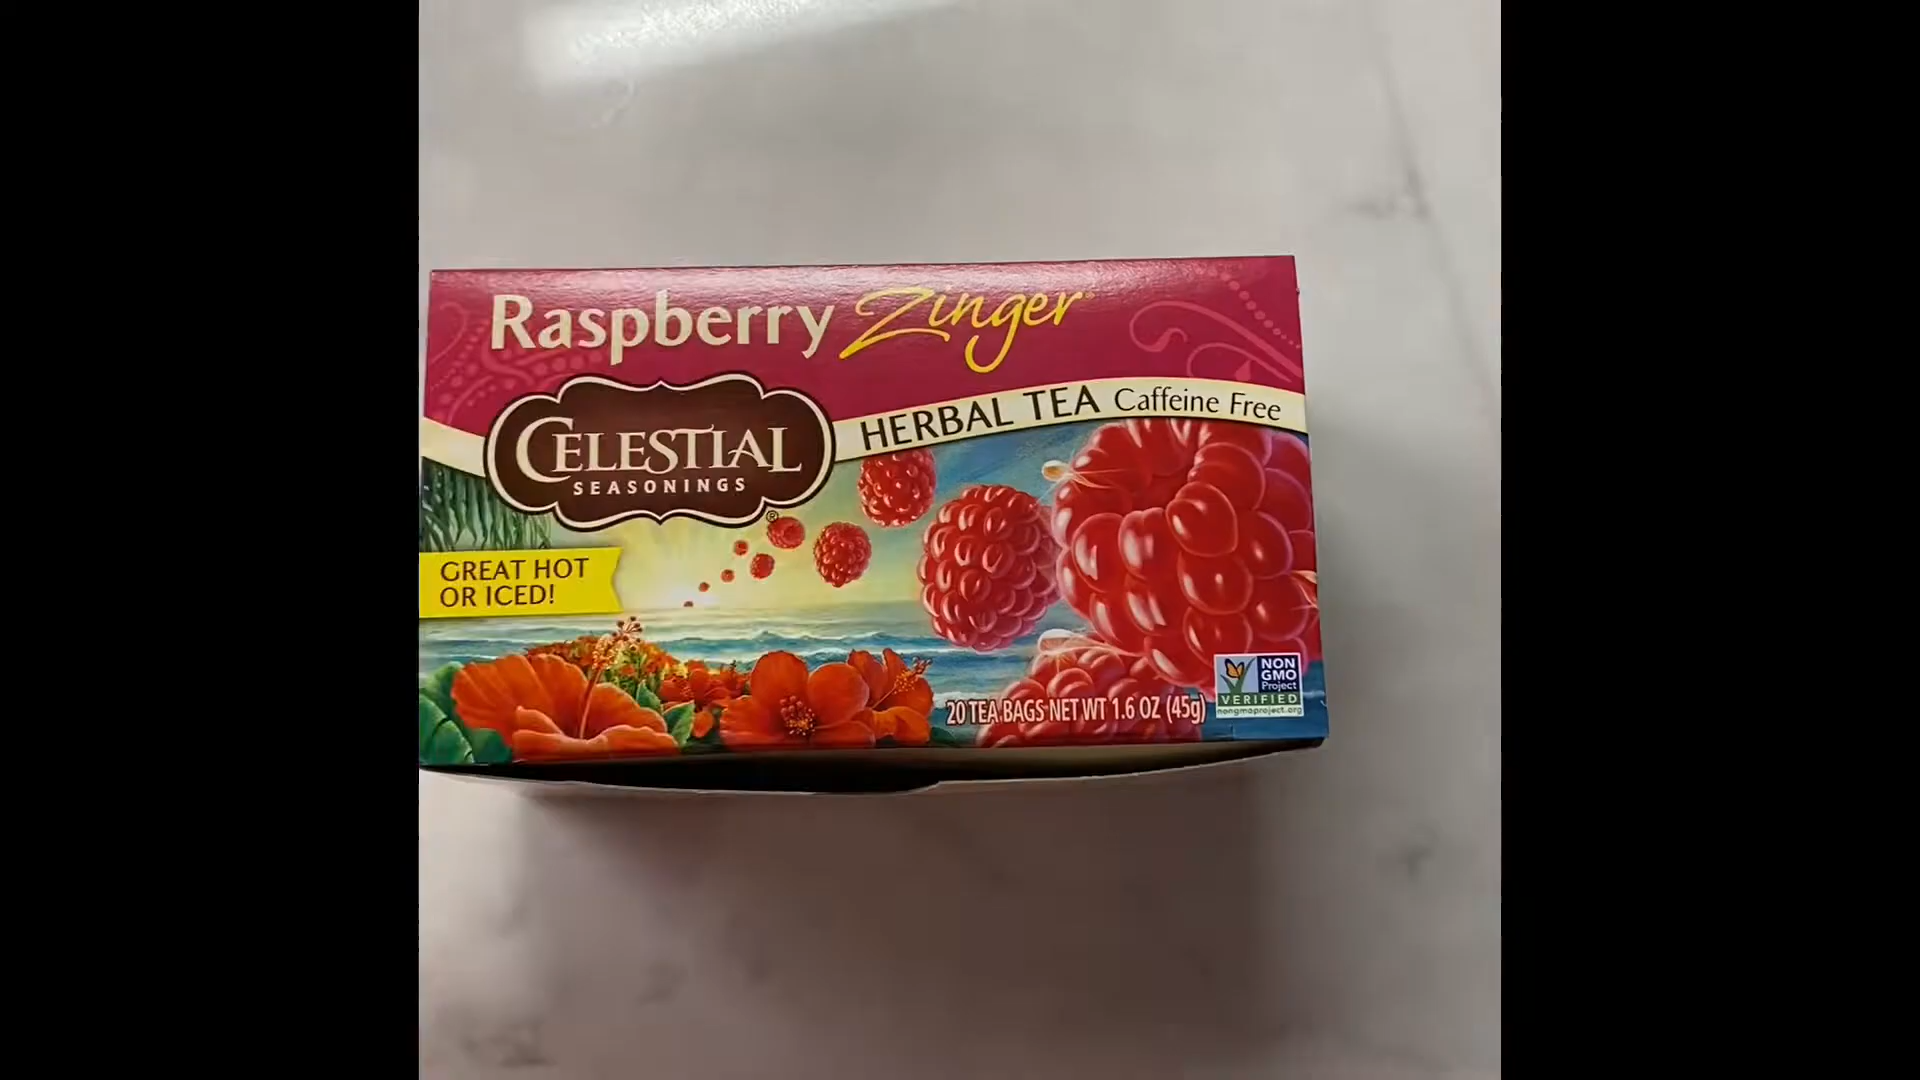 Raspberry Zinger
CELESTIAL
SEASONINGS
®
HERBAL TEA Caffeine Free
GREAT HOT
OR ICED!
20 TEA BAGS NET WT 1.6 OZ (45g)
NON
GMO
Project
VERIFIED
nongmoproject.org